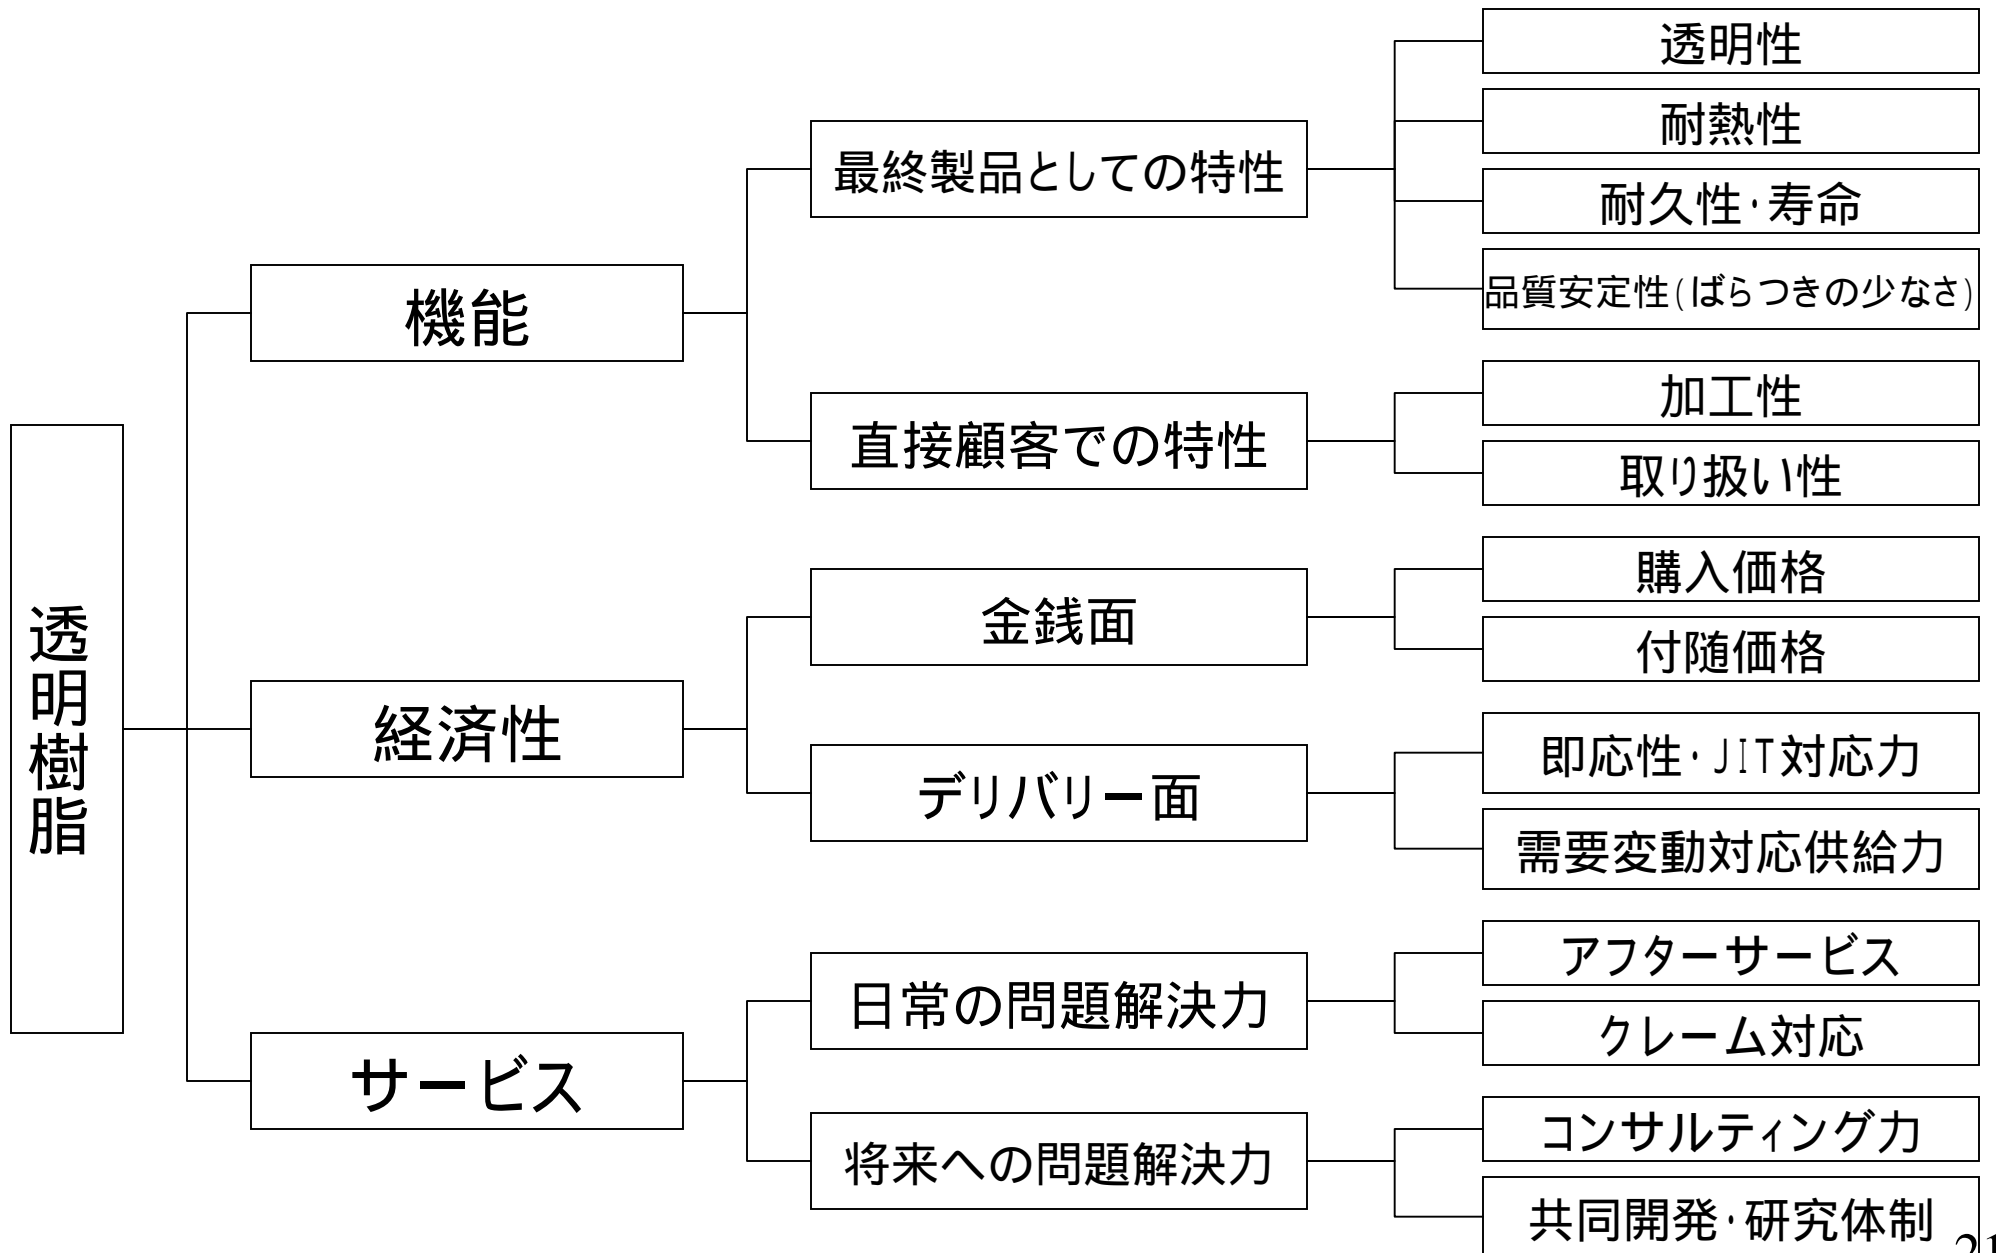 透明樹脂
機能
最終製品としての特性
透明性
耐熱性
耐久性・寿命
品質安定性(ばらつきの少なさ)
直接顧客での特性
加工性
取り扱い性
経済性
金銭面
購入価格
付随価格
デリバリー面
即応性・JIT対応力
需要変動対応供給力
サービス
日常の問題解決力
アフターサービス
クレーム対応
将来への問題解決力
コンサルティング力
共同開発・研究体制
21